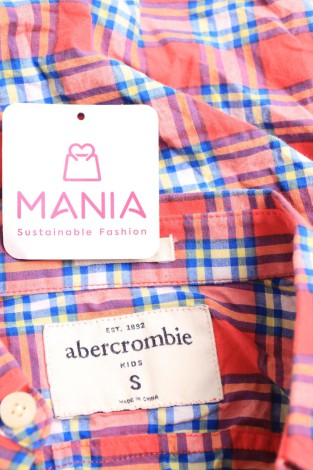 MANIA
Sustainable Fashion
EST. 1892
abercrombie
KIDS
S
MADE IN CHINA